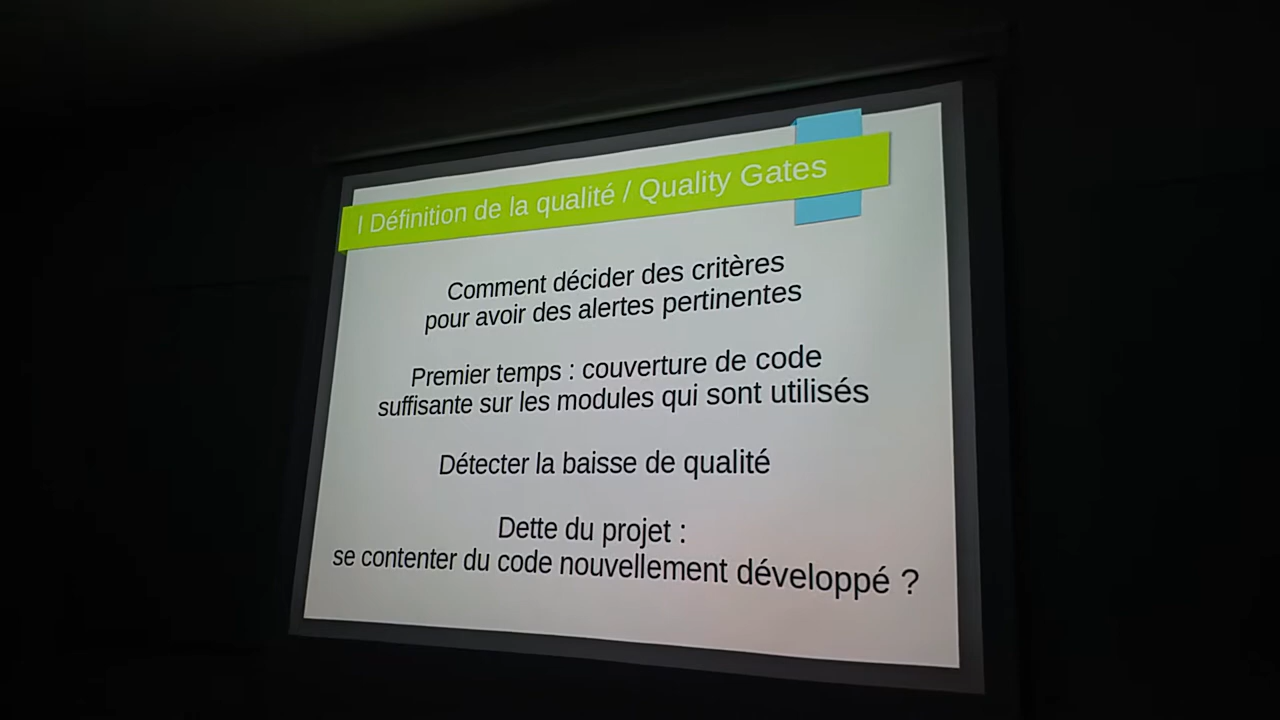 I Définition de la qualité / Quality Gates
Comment décider des critères
pour avoir des alertes pertinentes
Premier temps : couverture de code
suffisante sur les modules qui sont utilisés
Détecter la baisse de qualité
Dette du projet :
se contenter du code nouvellement développé ?